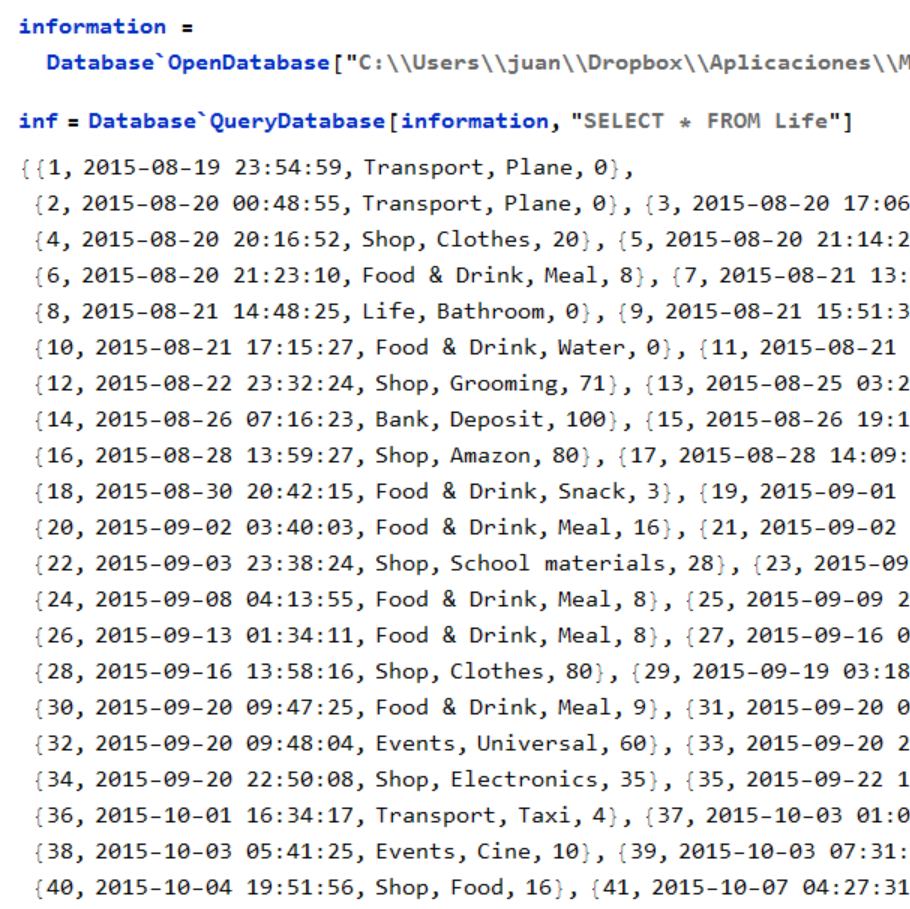 information =
Database`OpenDatabase["C:\\Users\\juan\\Dropbox\\Aplicaciones\\M
inf = Database`QueryDatabase[information, "SELECT * FROM Life"]
{{1, 2015-08-19 23:54:59, Transport, Plane, 0},
{2, 2015-08-20 00:48:55, Transport, Plane, 0}, {3, 2015-08-20 17:06
{4, 2015-08-20 20:16:52, Shop, Clothes, 20}, {5, 2015-08-20 21:14:2
{6, 2015-08-20 21:23:10, Food & Drink, Meal, 8}, {7, 2015-08-21 13:
{8, 2015-08-21 14:48:25, Life, Bathroom, 0}, {9, 2015-08-21 15:51:3
{10, 2015-08-21 17:15:27, Food & Drink, Water, 0}, {11, 2015-08-21
{12, 2015-08-22 23:32:24, Shop, Grooming, 71}, {13, 2015-08-25 03:2
{14, 2015-08-26 07:16:23, Bank, Deposit, 100}, {15, 2015-08-26 19:1
{16, 2015-08-28 13:59:27, Shop, Amazon, 80}, {17, 2015-08-28 14:09:
{18, 2015-08-30 20:42:15, Food & Drink, Snack, 3}, {19, 2015-09-01
{20, 2015-09-02 03:40:03, Food & Drink, Meal, 16}, {21, 2015-09-02
{22, 2015-09-03 23:38:24, Shop, School materials, 28}, {23, 2015-09
{24, 2015-09-08 04:13:55, Food & Drink, Meal, 8}, {25, 2015-09-09 2
{26, 2015-09-13 01:34:11, Food & Drink, Meal, 8}, {27, 2015-09-16 0
{28, 2015-09-16 13:58:16, Shop, Clothes, 80}, {29, 2015-09-19 03:18
{30, 2015-09-20 09:47:25, Food & Drink, Meal, 9}, {31, 2015-09-20 0
{32, 2015-09-20 09:48:04, Events, Universal, 60}, {33, 2015-09-20 2
{34, 2015-09-20 22:50:08, Shop, Electronics, 35}, {35, 2015-09-22 1
{36, 2015-10-01 16:34:17, Transport, Taxi, 4}, {37, 2015-10-03 01:0
{38, 2015-10-03 05:41:25, Events, Cine, 10}, {39, 2015-10-03 07:31:
{40, 2015-10-04 19:51:56, Shop, Food, 16}, {41, 2015-10-07 04:27:31